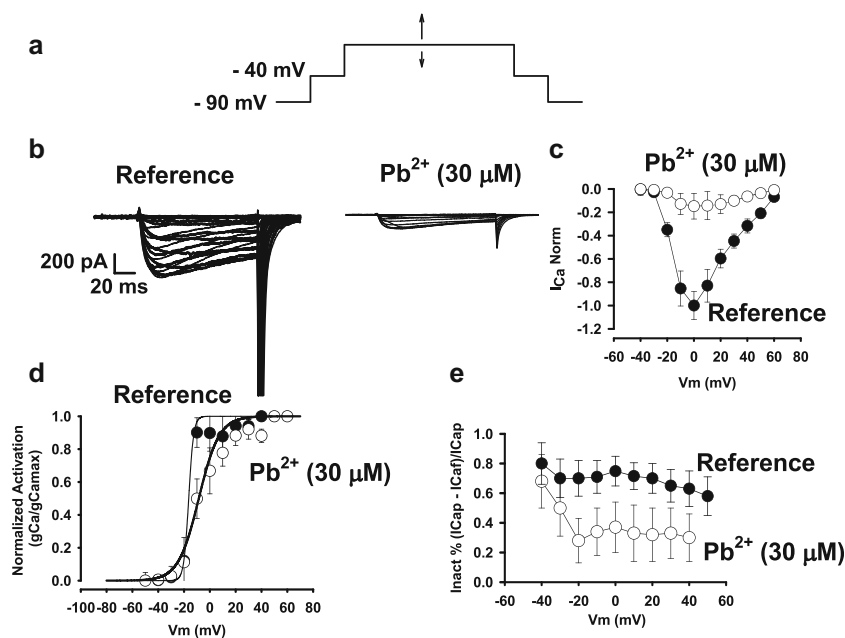 a
- 40 mV
- 90 mV
b
Reference
Pb2+ (30 µM)
200 pA
20 ms
c
Pb2+ (30 µM)
0.0
-0.2
-0.4
-0.6
-0.8
-1.0
-1.2
ICa Norm
Reference
-60 -40 -20 0 20 40 60 80
Vm (mV)
d
Reference
1.0
0.8
0.6
0.4
0.2
0.0
Normalized Activation
(gCa/gCamax)
Pb2+ (30 µM)
-100 -80 -60 -40 -20 0 20 40 60 80
Vm (mV)
e
1.0
0.8
0.6
0.4
0.2
0.0
Inact % (ICap - ICaf)/ICap
Reference
Pb2+ (30 µM)
-60 -40 -20 0 20 40 60
Vm (mV)